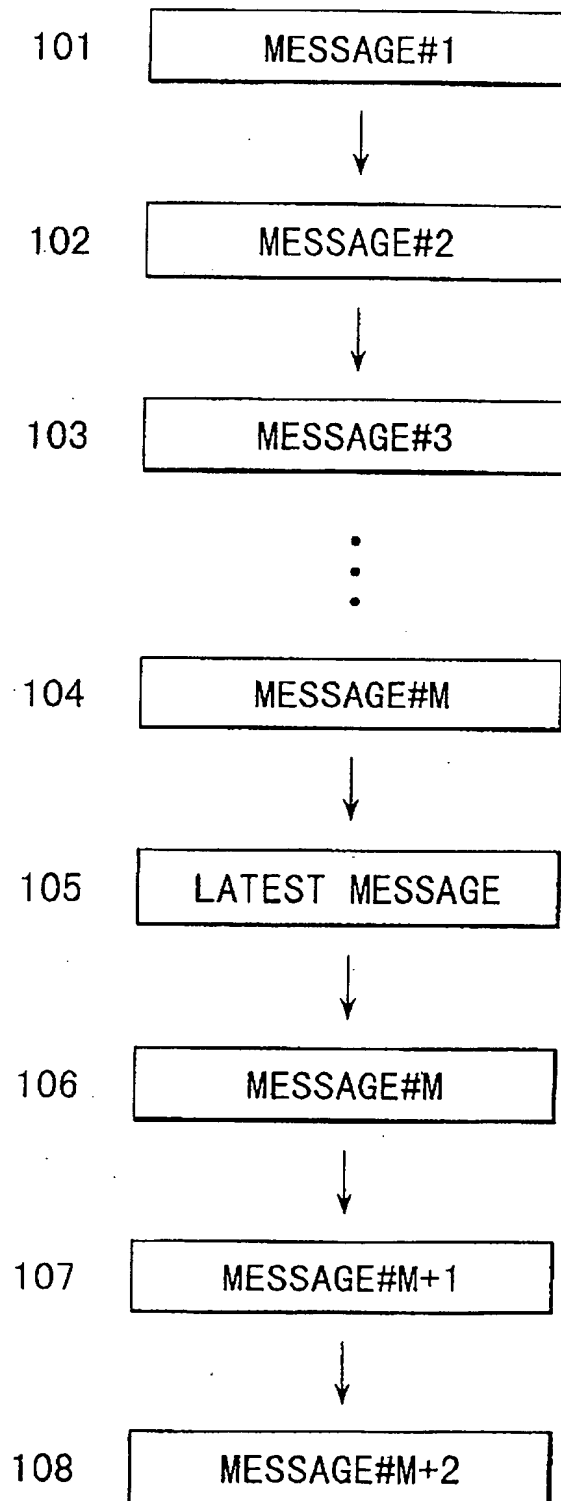 101 MESSAGE#1
102 MESSAGE#2
103 MESSAGE#3
104 MESSAGE#M
105 LATEST MESSAGE
106 MESSAGE#M
107 MESSAGE#M+1
108 MESSAGE#M+2